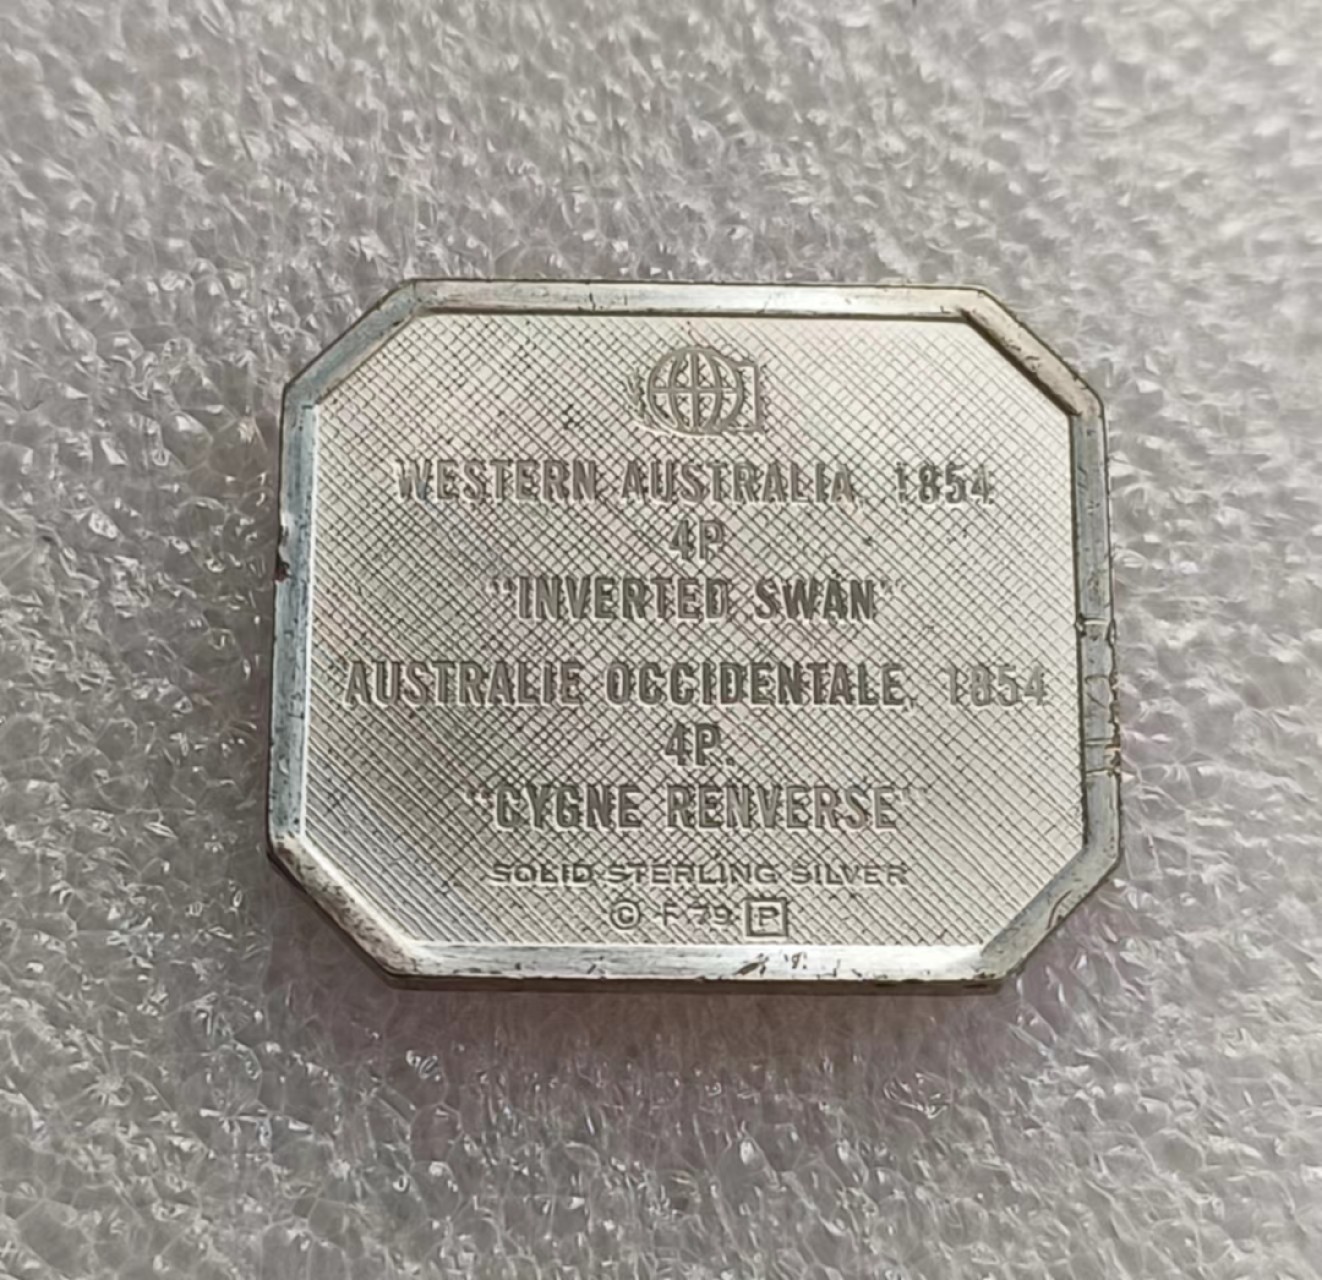 WESTERN AUSTRALIA, 1854
4P.
"INVERTED SWAN"
AUSTRALIE OCCIDENTALE, 1854
4P.
"CYGNE RENVERSE"
SOLID STERLING SILVER
© F 79 P